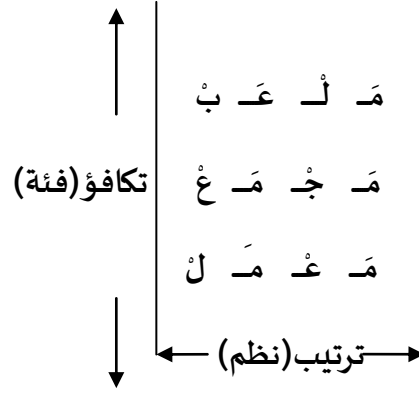 مَـ لْـ عَـ بْ
تكافؤ(فئة)
مَـ جْـ مَـ عْ
مَـ عْـ مَـ لْ
ترتيب(نظم)